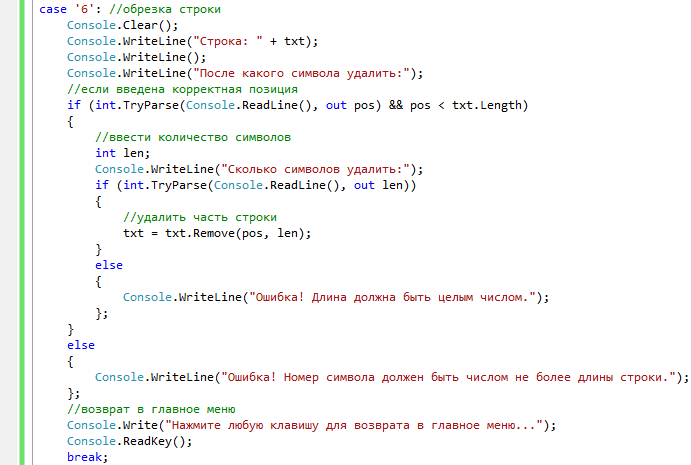 case '6': //обрезка строки
    Console.Clear();
    Console.WriteLine("Строка: " + txt);
    Console.WriteLine();
    Console.WriteLine("После какого символа удалить:");
    //если введена корректная позиция
    if (int.TryParse(Console.ReadLine(), out pos) && pos < txt.Length)
    {
        //ввести количество символов
        int len;
        Console.WriteLine("Сколько символов удалить:");
        if (int.TryParse(Console.ReadLine(), out len))
        {
            //удалить часть строки
            txt = txt.Remove(pos, len);
        }
        else
        {
            Console.WriteLine("Ошибка! Длина должна быть целым числом.");
        };
    }
    else
    {
        Console.WriteLine("Ошибка! Номер символа должен быть числом не более длины строки.");
    };
    //возврат в главное меню
    Console.Write("Нажмите любую клавишу для возврата в главное меню...");
    Console.ReadKey();
    break;